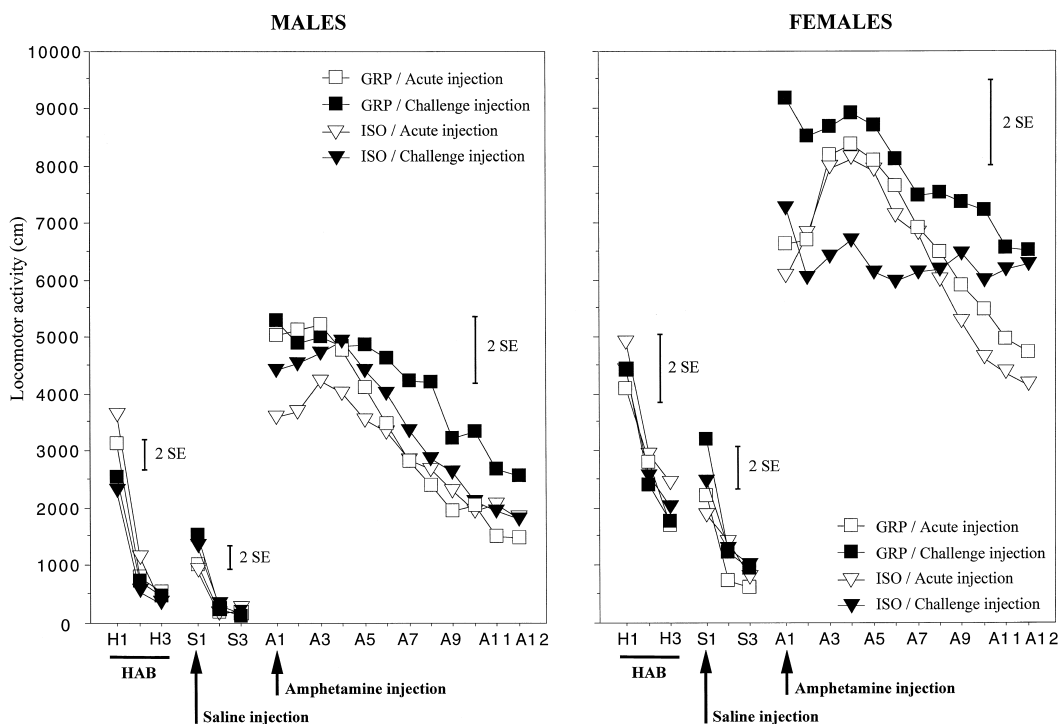 MALES
FEMALES
Locomotor activity (cm)
10000
9000
8000
7000
6000
5000
4000
3000
2000
1000
0
GRP / Acute injection
GRP / Challenge injection
ISO / Acute injection
ISO / Challenge injection
2 SE
2 SE
2 SE
H1 H3 S1 S3 A1 A3 A5 A7 A9 A11 A12
HAB
Amphetamine injection
Saline injection
2 SE
2 SE
2 SE
GRP / Acute injection
GRP / Challenge injection
ISO / Acute injection
ISO / Challenge injection
H1 H3 S1 S3 A1 A3 A5 A7 A9 A11 A12
HAB
Amphetamine injection
Saline injection